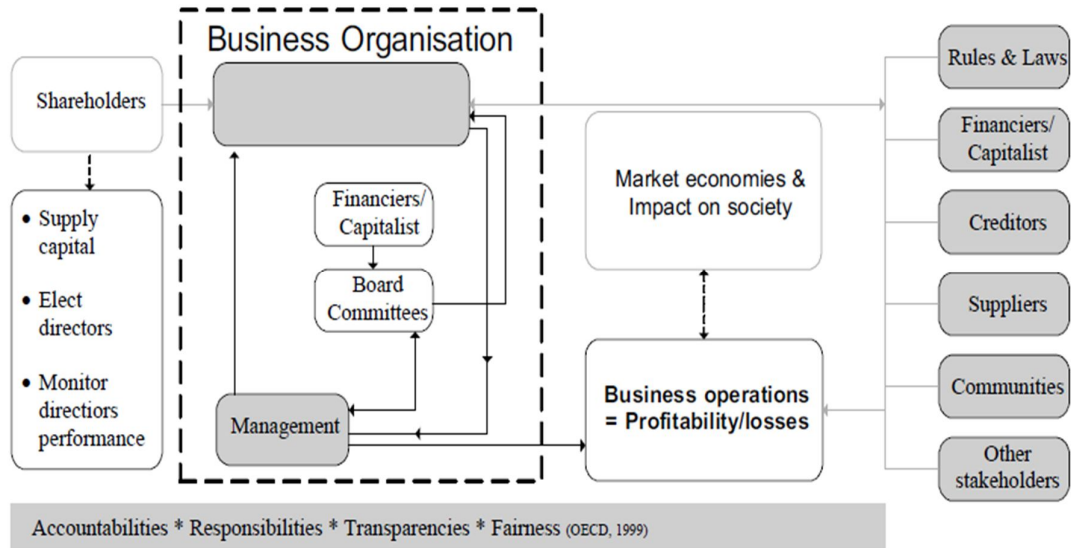 Business Organisation
Shareholders
• Supply
capital
• Elect
directors
• Monitor
directiors
performance
Financiers/
Capitalist
Board
Committees
Management
Market economies &
Impact on society
Business operations
= Profitability/losses
Rules & Laws
Financiers/
Capitalist
Creditors
Suppliers
Communities
Other
stakeholders
Accountabilities * Responsibilities * Transparencies * Fairness (OECD, 1999)